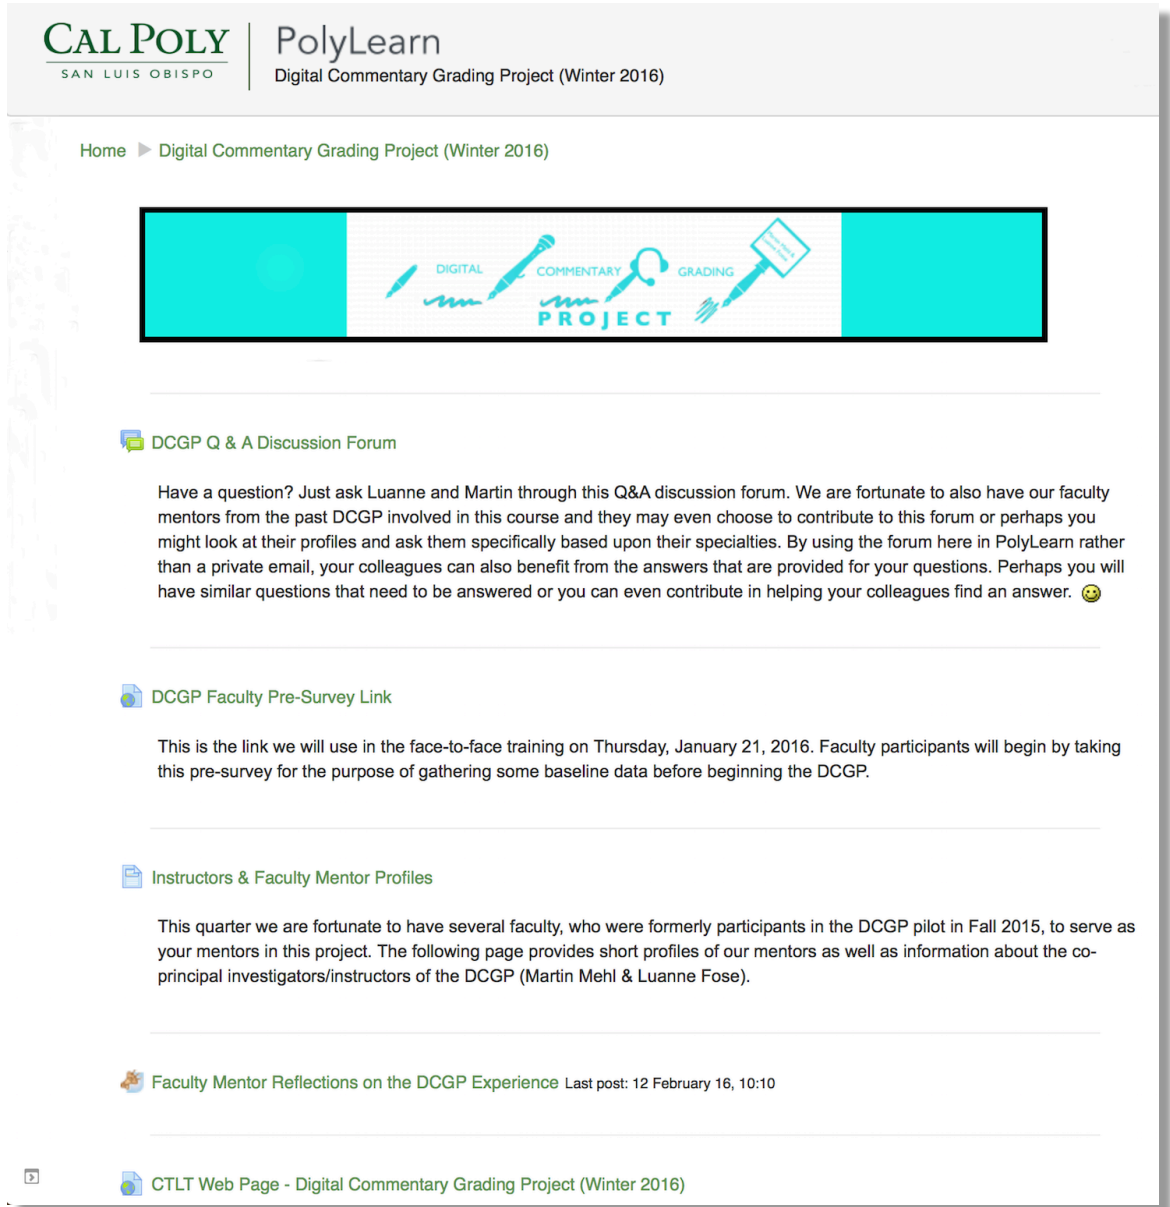 CAL POLY
SAN LUIS OBISPO
PolyLearn
Digital Commentary Grading Project (Winter 2016)
Home
Digital Commentary Grading Project (Winter 2016)
DIGITAL
COMMENTARY
GRADING
PROJECT
DCGP Q & A Discussion Forum
Have a question? Just ask Luanne and Martin through this Q&A discussion forum. We are fortunate to also have our faculty
mentors from the past DCGP involved in this course and they may even choose to contribute to this forum or perhaps you
might look at their profiles and ask them specifically based upon their specialties. By using the forum here in PolyLearn rather
than a private email, your colleagues can also benefit from the answers that are provided for your questions. Perhaps you will
have similar questions that need to be answered or you can even contribute in helping your colleagues find an answer.
DCGP Faculty Pre-Survey Link
This is the link we will use in the face-to-face training on Thursday, January 21, 2016. Faculty participants will begin by taking
this pre-survey for the purpose of gathering some baseline data before beginning the DCGP.
Instructors & Faculty Mentor Profiles
This quarter we are fortunate to have several faculty, who were formerly participants in the DCGP pilot in Fall 2015, to serve as
your mentors in this project. The following page provides short profiles of our mentors as well as information about the co-
principal investigators/instructors of the DCGP (Martin Mehl & Luanne Fose).
Faculty Mentor Reflections on the DCGP Experience Last post: 12 February 16, 10:10
CTLT Web Page - Digital Commentary Grading Project (Winter 2016)